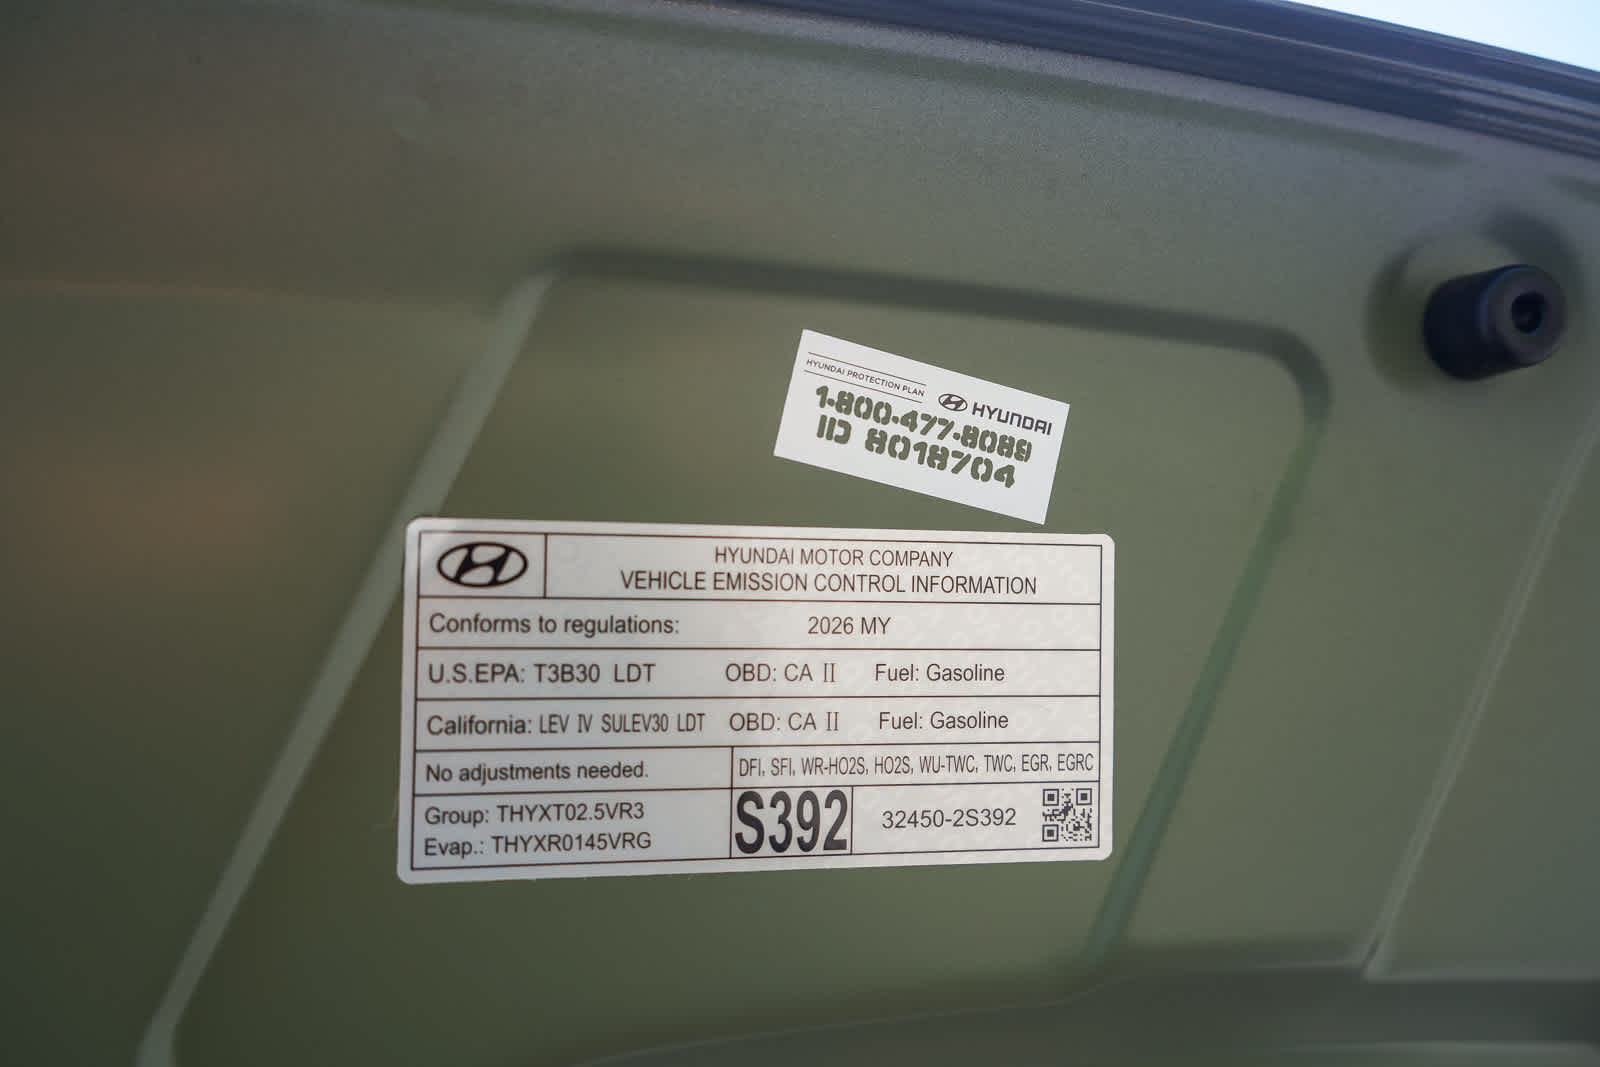 HYUNDAI PROTECTION PLAN
HYUNDAI
1-800-477-8089
ID 8018704
HYUNDAI MOTOR COMPANY
VEHICLE EMISSION CONTROL INFORMATION
Conforms to regulations: 2026 MY
U.S.EPA: T3B30 LDT OBD: CA II Fuel: Gasoline
California: LEV IV SULEV30 LDT OBD: CA II Fuel: Gasoline
No adjustments needed. DFI, SFI, WR-HO2S, HO2S, WU-TWC, TWC, EGR, EGRC
Group: THYXT02.5VR3
Evap.: THYXR0145VRG
S392
32450-2S392